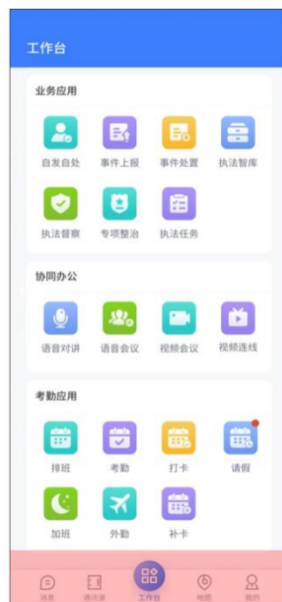 工作台
业务应用
自发自处 事件上报 事件处置 执法智库
执法督察 专项整治 执法任务
协同办公
语音对讲 语音会议 视频会议 视频连线
考勤应用
排班 考勤 打卡 请假
加班 外勤 补卡
消息 通讯录 工作台 地图 我的